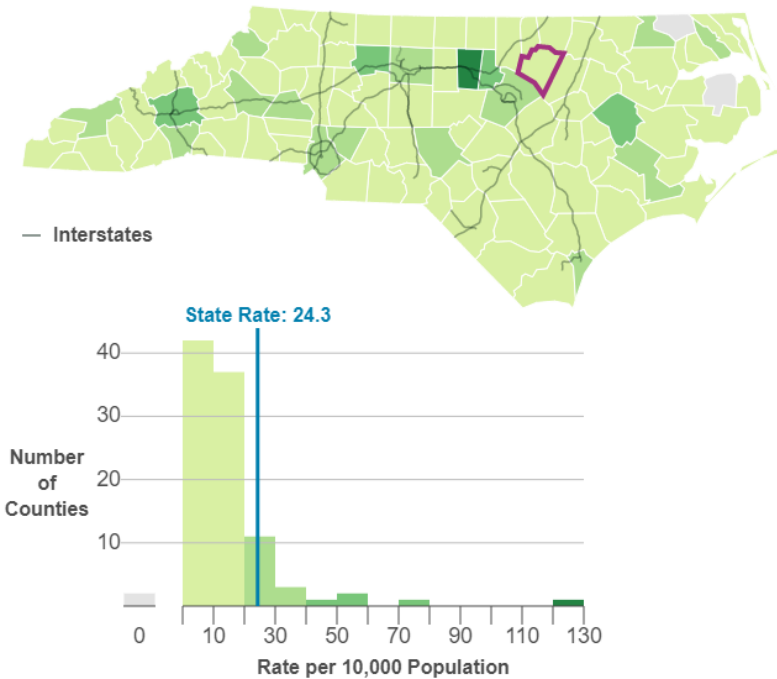 Interstates
State Rate: 24.3
40
30
20
10
Number
of
Counties
0 10 30 50 70 90 110 130
Rate per 10,000 Population